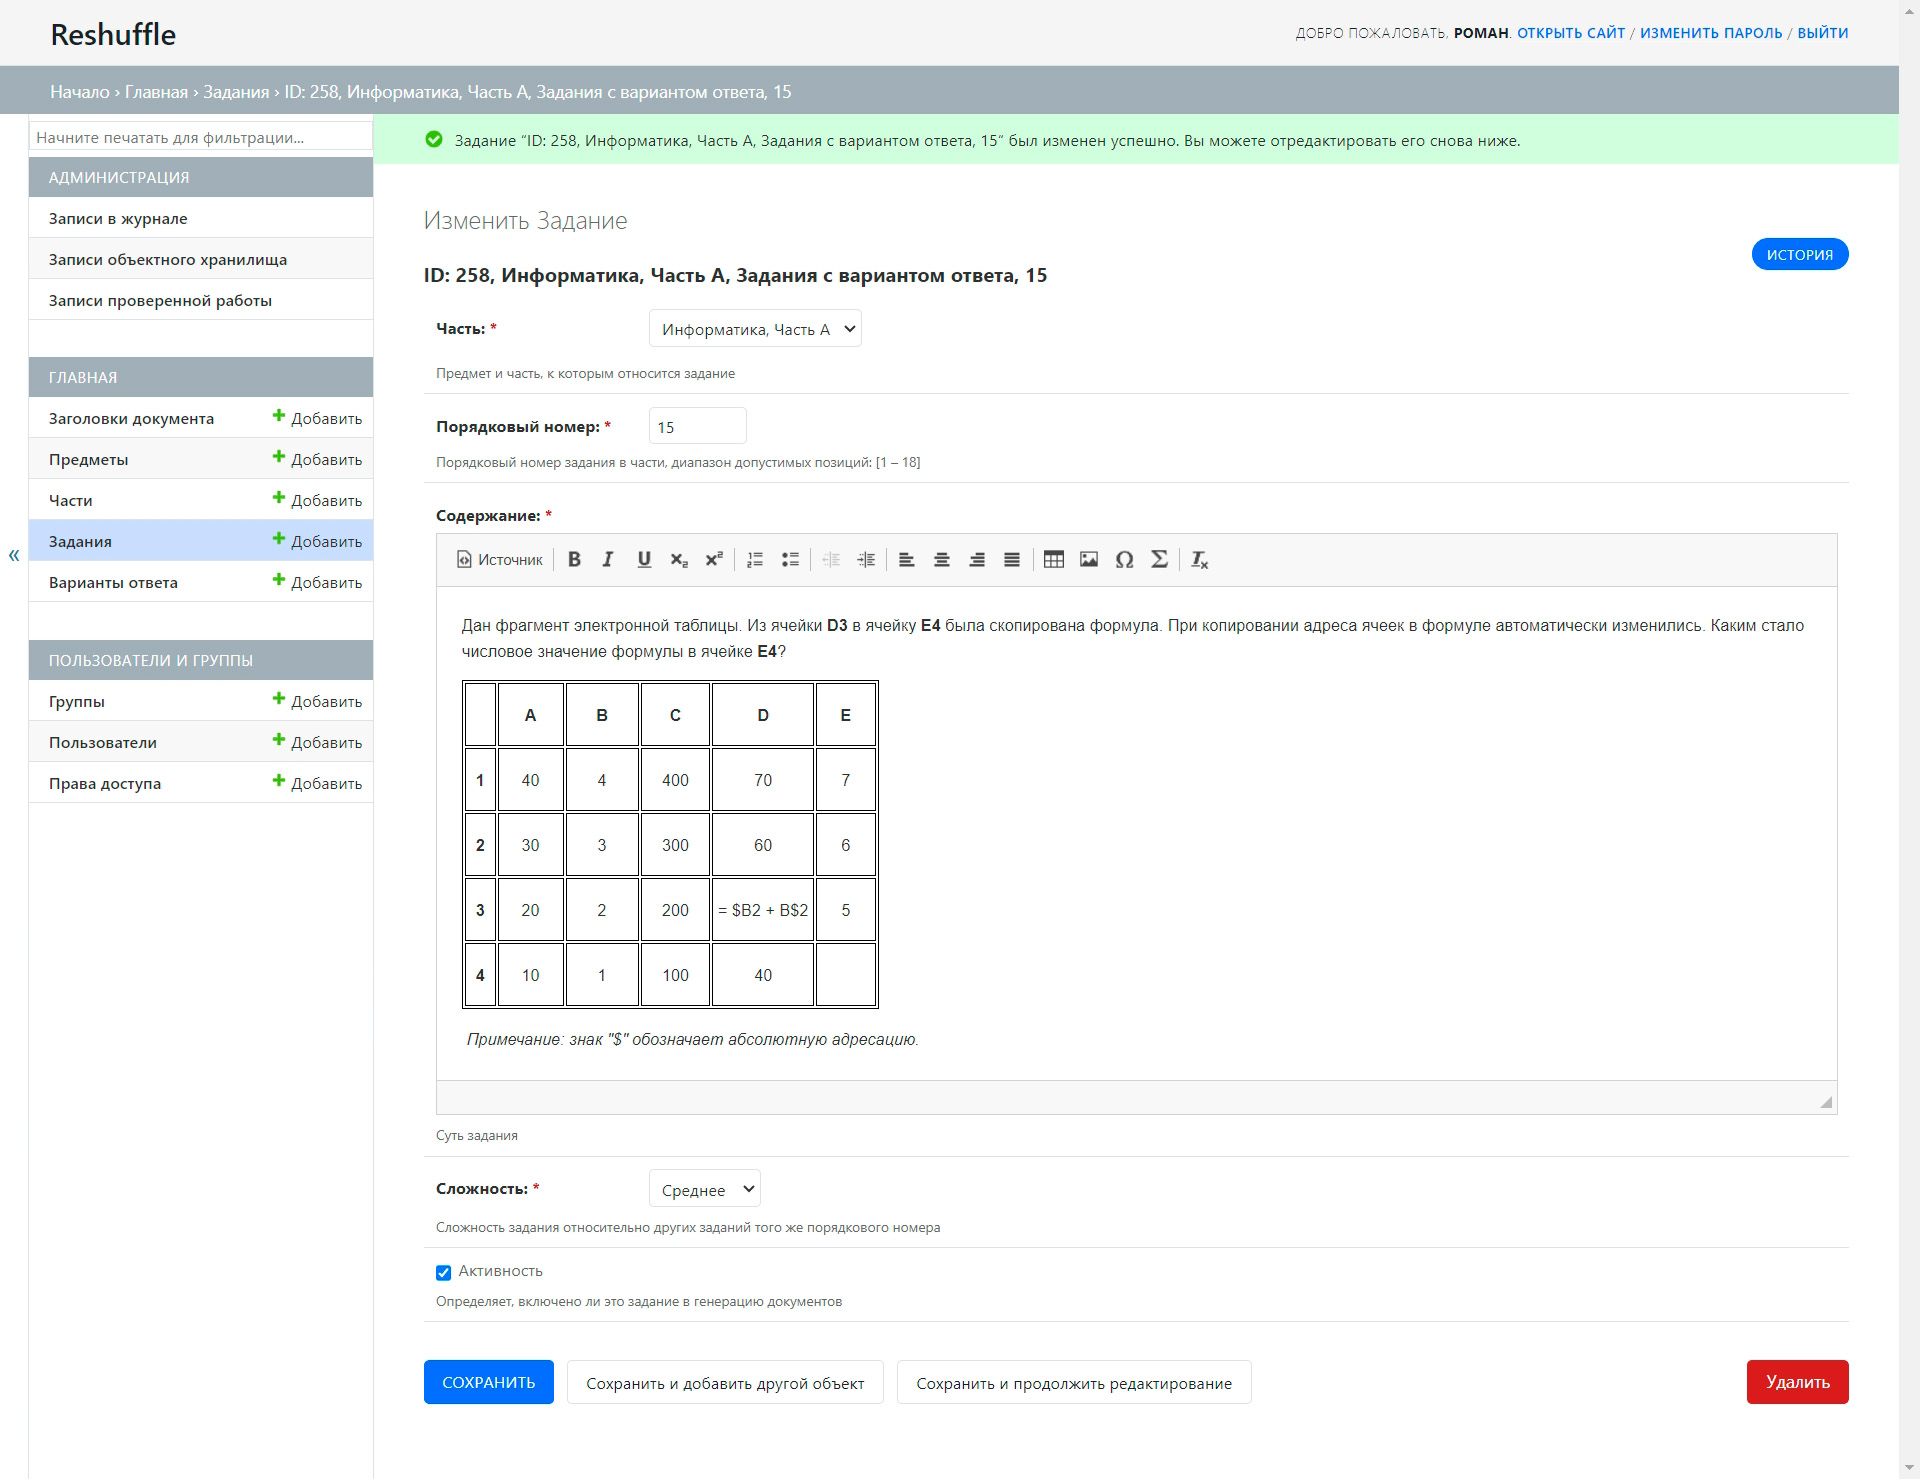 Reshuffle
ДОБРО ПОЖАЛОВАТЬ, РОМАН. ОТКРЫТЬ САЙТ / ИЗМЕНИТЬ ПАРОЛЬ / ВЫЙТИ
Начало › Главная › Задания › ID: 258, Информатика, Часть А, Задания с вариантом ответа, 15
Начните печатать для фильтрации...
АДМИНИСТРАЦИЯ
Записи в журнале
Записи объектного хранилища
Записи проверенной работы
ГЛАВНАЯ
Заголовки документа Добавить
Предметы Добавить
Части Добавить
Задания Добавить
Варианты ответа Добавить
ПОЛЬЗОВАТЕЛИ И ГРУППЫ
Группы Добавить
Пользователи Добавить
Права доступа Добавить
«
Задание “ID: 258, Информатика, Часть А, Задания с вариантом ответа, 15“ был изменен успешно. Вы можете отредактировать его снова ниже.
Изменить Задание
ИСТОРИЯ
ID: 258, Информатика, Часть А, Задания с вариантом ответа, 15
Часть: * Информатика, Часть А
Предмет и часть, к которым относится задание
Порядковый номер: * 15
Порядковый номер задания в части, диапазон допустимых позиций: [1 – 18]
Содержание: *
Источник
Дан фрагмент электронной таблицы. Из ячейки D3 в ячейку E4 была скопирована формула. При копировании адреса ячеек в формуле автоматически изменились. Каким стало
числовое значение формулы в ячейке E4?
A B C D E
1 40 4 400 70 7
2 30 3 300 60 6
3 20 2 200 = $B2 + B$2 5
4 10 1 100 40
Примечание: знак "$" обозначает абсолютную адресацию.
Суть задания
Сложность: * Среднее
Сложность задания относительно других заданий того же порядкового номера
Активность
Определяет, включено ли это задание в генерацию документов
СОХРАНИТЬ
Сохранить и добавить другой объект
Сохранить и продолжить редактирование
Удалить